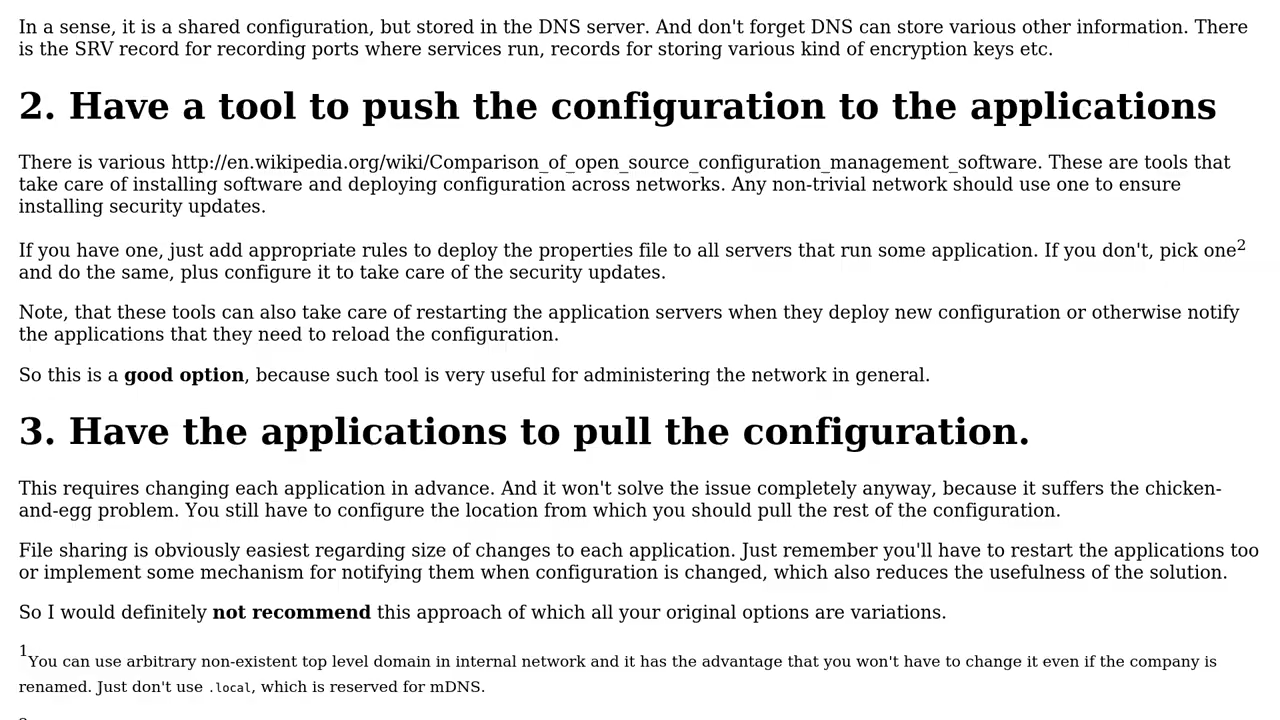 In a sense, it is a shared configuration, but stored in the DNS server. And don't forget DNS can store various other information. There
is the SRV record for recording ports where services run, records for storing various kind of encryption keys etc.
2. Have a tool to push the configuration to the applications
There is various http://en.wikipedia.org/wiki/Comparison_of_open_source_configuration_management_software. These are tools that
take care of installing software and deploying configuration across networks. Any non-trivial network should use one to ensure
installing security updates.
If you have one, just add appropriate rules to deploy the properties file to all servers that run some application. If you don't, pick one2
and do the same, plus configure it to take care of the security updates.
Note, that these tools can also take care of restarting the application servers when they deploy new configuration or otherwise notify
the applications that they need to reload the configuration.
So this is a good option, because such tool is very useful for administering the network in general.
3. Have the applications to pull the configuration.
This requires changing each application in advance. And it won't solve the issue completely anyway, because it suffers the chicken-
and-egg problem. You still have to configure the location from which you should pull the rest of the configuration.
File sharing is obviously easiest regarding size of changes to each application. Just remember you'll have to restart the applications too
or implement some mechanism for notifying them when configuration is changed, which also reduces the usefulness of the solution.
So I would definitely not recommend this approach of which all your original options are variations.
1You can use arbitrary non-existent top level domain in internal network and it has the advantage that you won't have to change it even if the company is
renamed. Just don't use .local, which is reserved for mDNS.